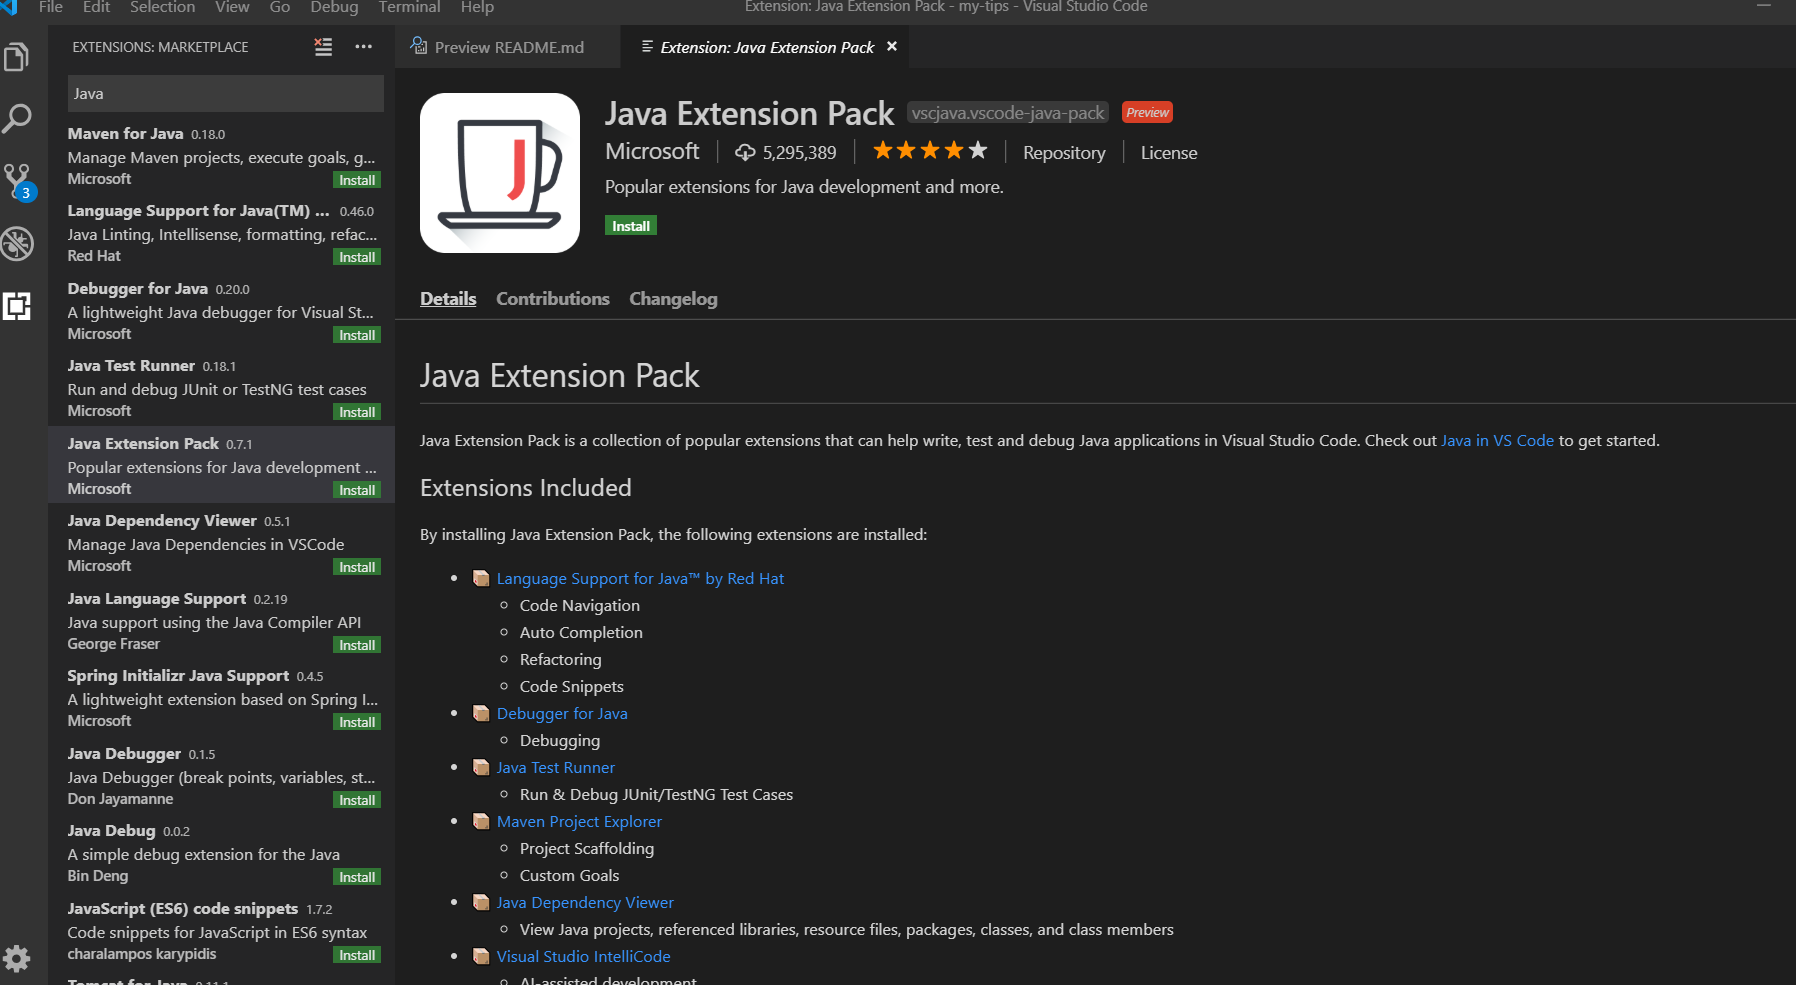 File Edit Selection View Go Debug Terminal Help
Extension: Java Extension Pack - my-tips - Visual Studio Code
EXTENSIONS: MARKETPLACE
Java
Maven for Java 0.18.0
Manage Maven projects, execute goals, g...
Microsoft Install
Language Support for Java(TM) ... 0.46.0
Java Linting, Intellisense, formatting, refac...
Red Hat Install
Debugger for Java 0.20.0
A lightweight Java debugger for Visual St...
Microsoft Install
Java Test Runner 0.18.1
Run and debug JUnit or TestNG test cases
Microsoft Install
Java Extension Pack 0.7.1
Popular extensions for Java development ...
Microsoft Install
Java Dependency Viewer 0.5.1
Manage Java Dependencies in VSCode
Microsoft Install
Java Language Support 0.2.19
Java support using the Java Compiler API
George Fraser Install
Spring Initializr Java Support 0.4.5
A lightweight extension based on Spring I...
Microsoft Install
Java Debugger 0.1.5
Java Debugger (break points, variables, st...
Don Jayamanne Install
Java Debug 0.0.2
A simple debug extension for the Java
Bin Deng Install
JavaScript (ES6) code snippets 1.7.2
Code snippets for JavaScript in ES6 syntax
charalampos karypidis Install
Tomcat for Java 0.11.1
3
Preview README.md
Extension: Java Extension Pack
J
Java Extension Pack vscjava.vscode-java-pack Preview
Microsoft 5,295,389 Repository License
Popular extensions for Java development and more.
Install
Details Contributions Changelog
Java Extension Pack
Java Extension Pack is a collection of popular extensions that can help write, test and debug Java applications in Visual Studio Code. Check out Java in VS Code to get started.
Extensions Included
By installing Java Extension Pack, the following extensions are installed:
Language Support for Java™ by Red Hat
Code Navigation
Auto Completion
Refactoring
Code Snippets
Debugger for Java
Debugging
Java Test Runner
Run & Debug JUnit/TestNG Test Cases
Maven Project Explorer
Project Scaffolding
Custom Goals
Java Dependency Viewer
View Java projects, referenced libraries, resource files, packages, classes, and class members
Visual Studio IntelliCode
AI-assisted development